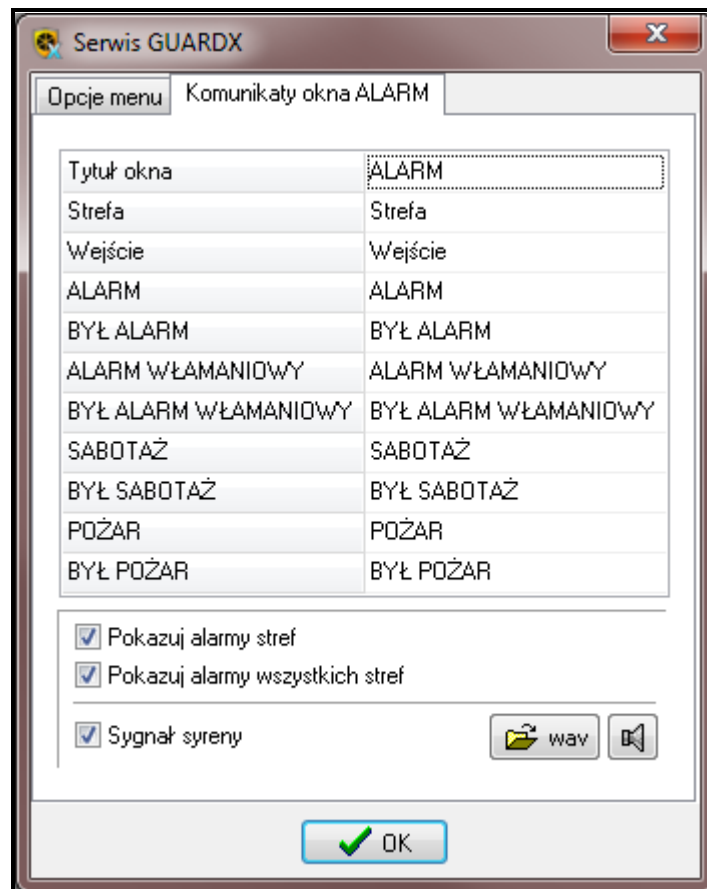 Serwis GUARDX
Opcje menu Komunikaty okna ALARM
Tytuł okna ALARM
Strefa Strefa
Wejście Wejście
ALARM ALARM
BYŁ ALARM BYŁ ALARM
ALARM WŁAMANIOWY ALARM WŁAMANIOWY
BYŁ ALARM WŁAMANIOWY BYŁ ALARM WŁAMANIOWY
SABOTAŻ SABOTAŻ
BYŁ SABOTAŻ BYŁ SABOTAŻ
POŻAR POŻAR
BYŁ POŻAR BYŁ POŻAR
Pokazuj alarmy stref
Pokazuj alarmy wszystkich stref
Sygnał syreny wav
OK